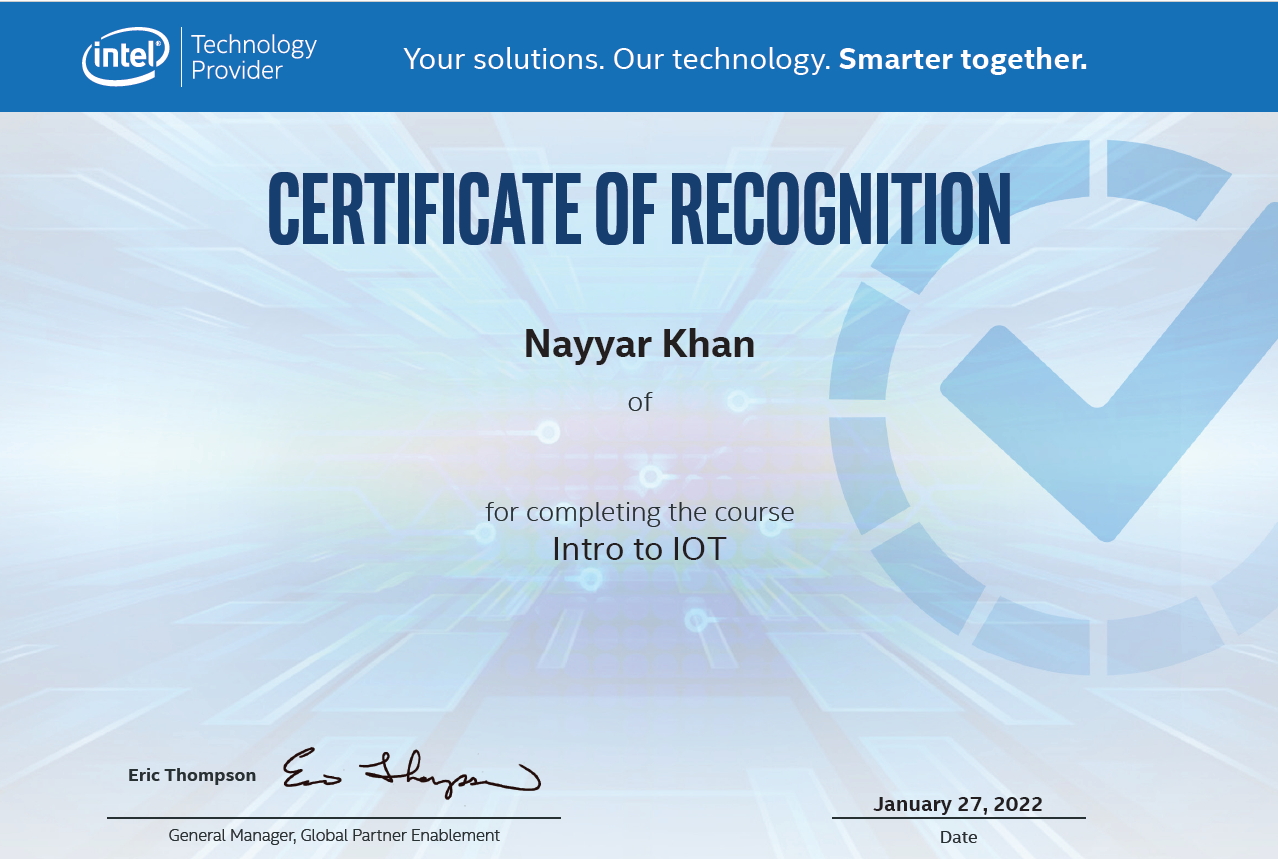 intel® Technology
Provider
Your solutions. Our technology. Smarter together.
CERTIFICATE OF RECOGNITION
Nayyar Khan
of
for completing the course
Intro to IOT
Eric Thompson Eric Thompson
General Manager, Global Partner Enablement
January 27, 2022
Date